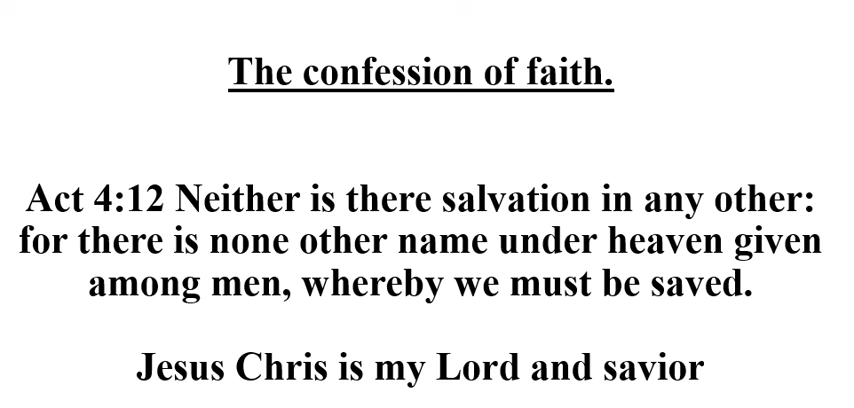 The confession of faith.
Act 4:12 Neither is there salvation in any other:
for there is none other name under heaven given
among men, whereby we must be saved.
Jesus Chris is my Lord and savior